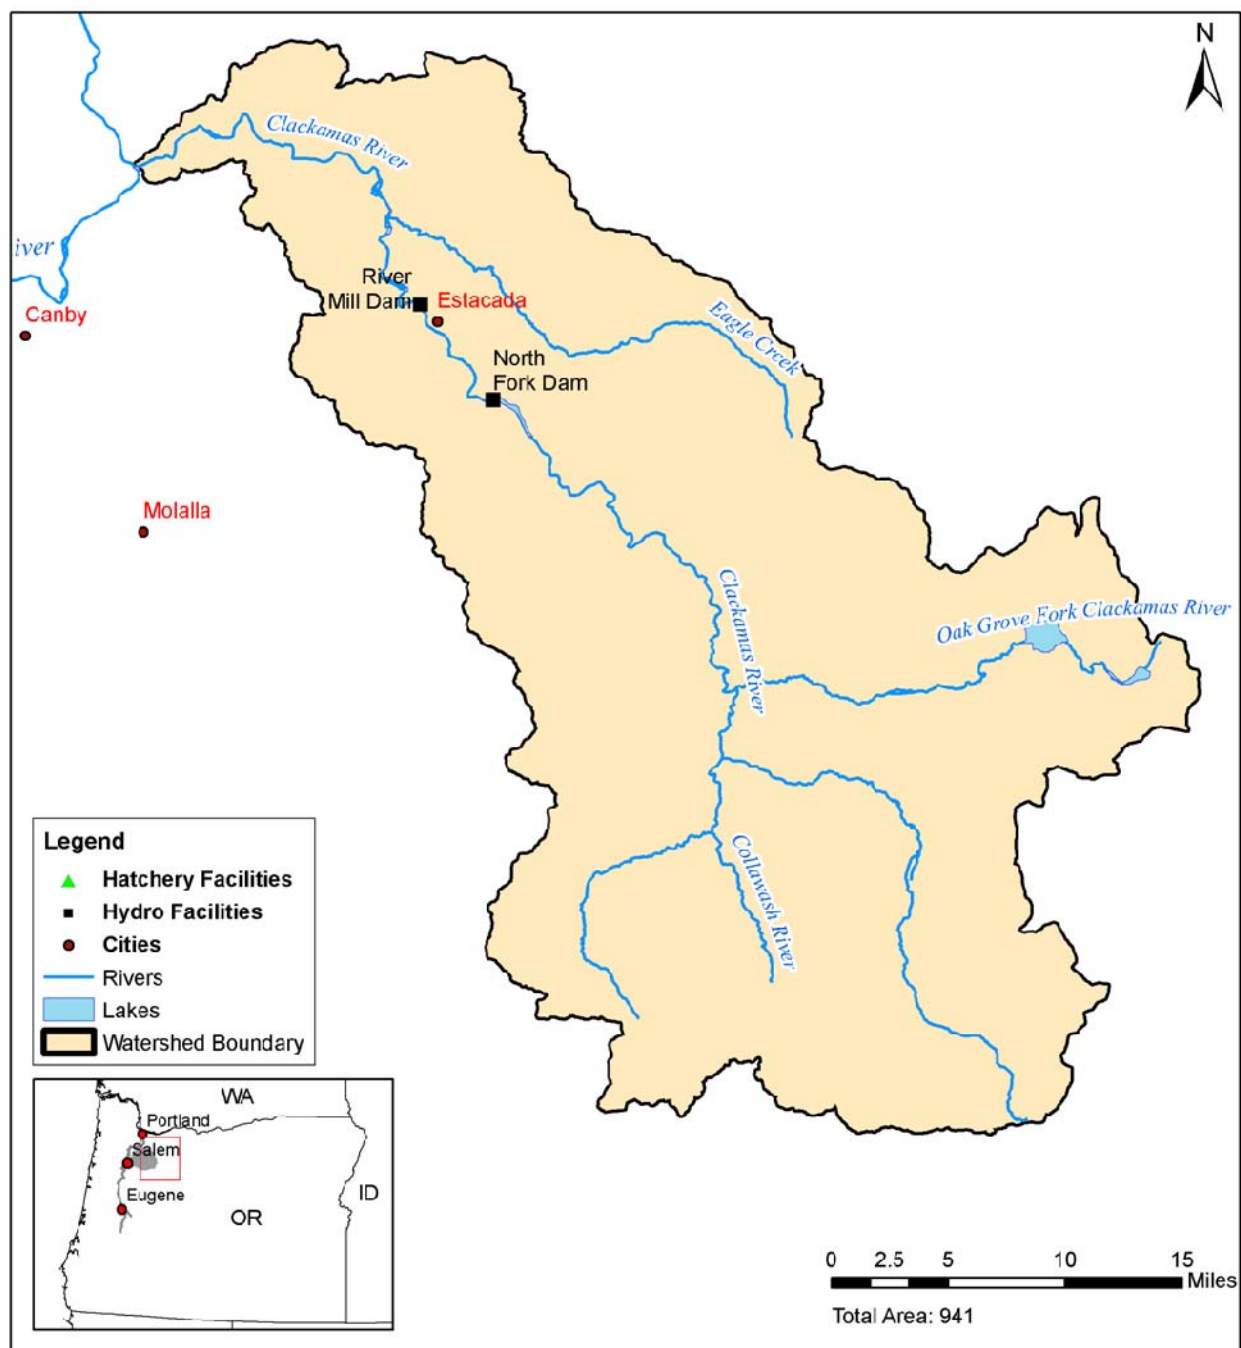 N
Clackamas River
iver
Canby
River
Mill Dam
Estacada
North
Fork Dam
Eagle Creek
Molalla
Clackamas River
Oak Grove Fork Clackamas River
Collawash River
Legend
Hatchery Facilities
Hydro Facilities
Cities
Rivers
Lakes
Watershed Boundary
WA
Portland
Salem
Eugene
OR
ID
0 2.5 5 10 15
Miles
Total Area: 941